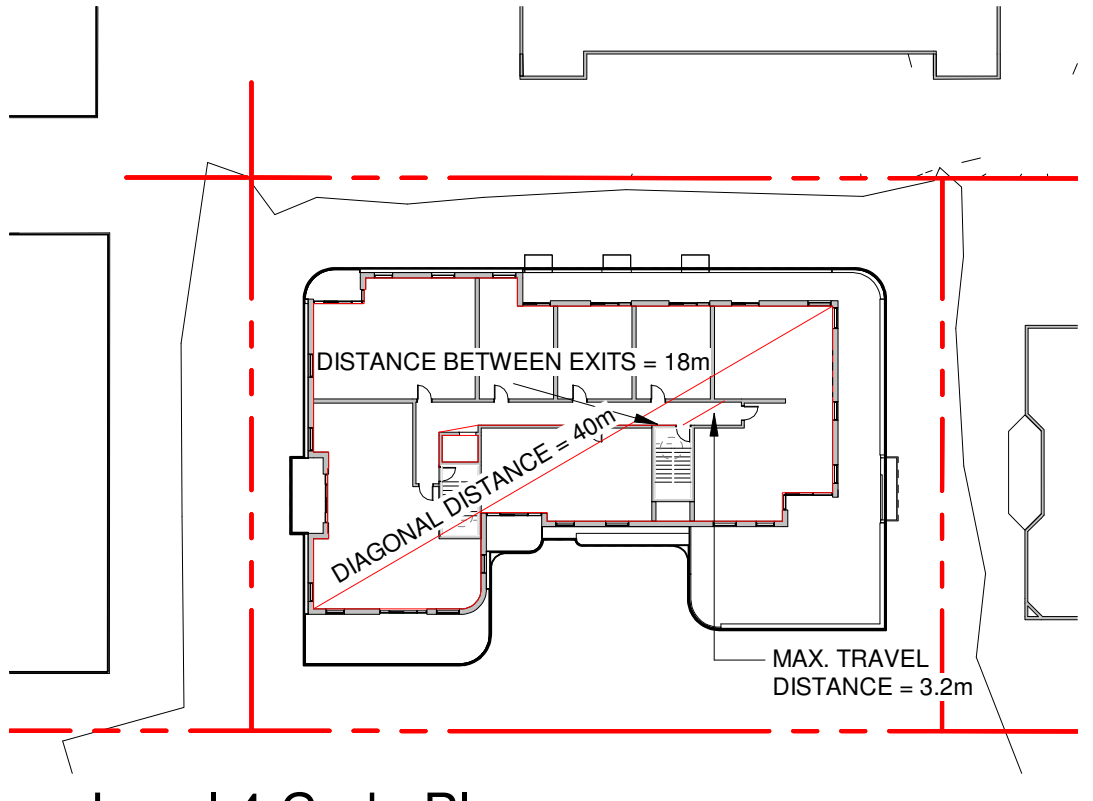 DISTANCE BETWEEN EXITS = 18m
DIAGONAL DISTANCE = 40m
MAX. TRAVEL
DISTANCE = 3.2m